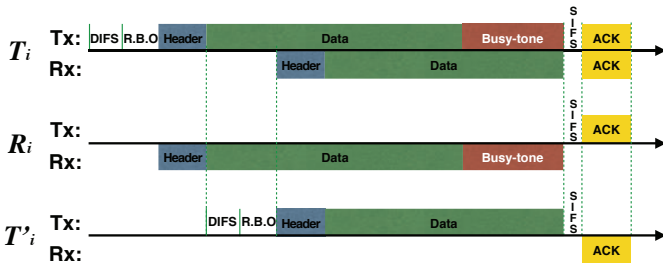 Ti Tx: DIFS R.B.O Header Data Busy-tone SIFS ACK
Rx: Header Data ACK
Ri Tx: SIFS ACK
Rx: Header Data Busy-tone
T'i Tx: DIFS R.B.O Header Data SIFS
Rx: ACK